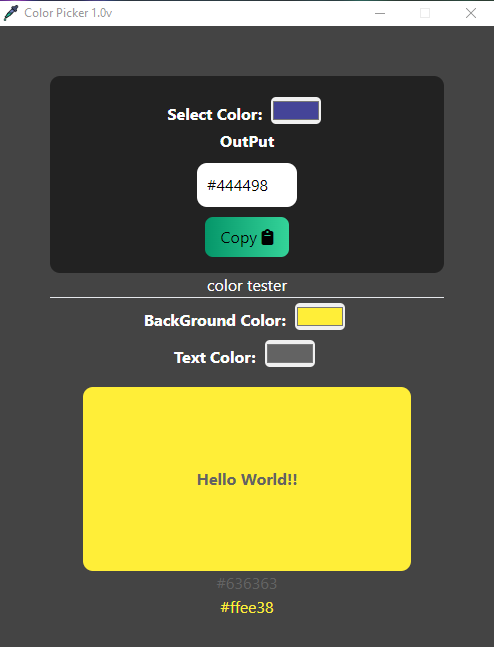 Color Picker 1.0v
Select Color:
OutPut
#444498
Copy
color tester
BackGround Color:
Text Color:
Hello World!!
#636363
#ffee38